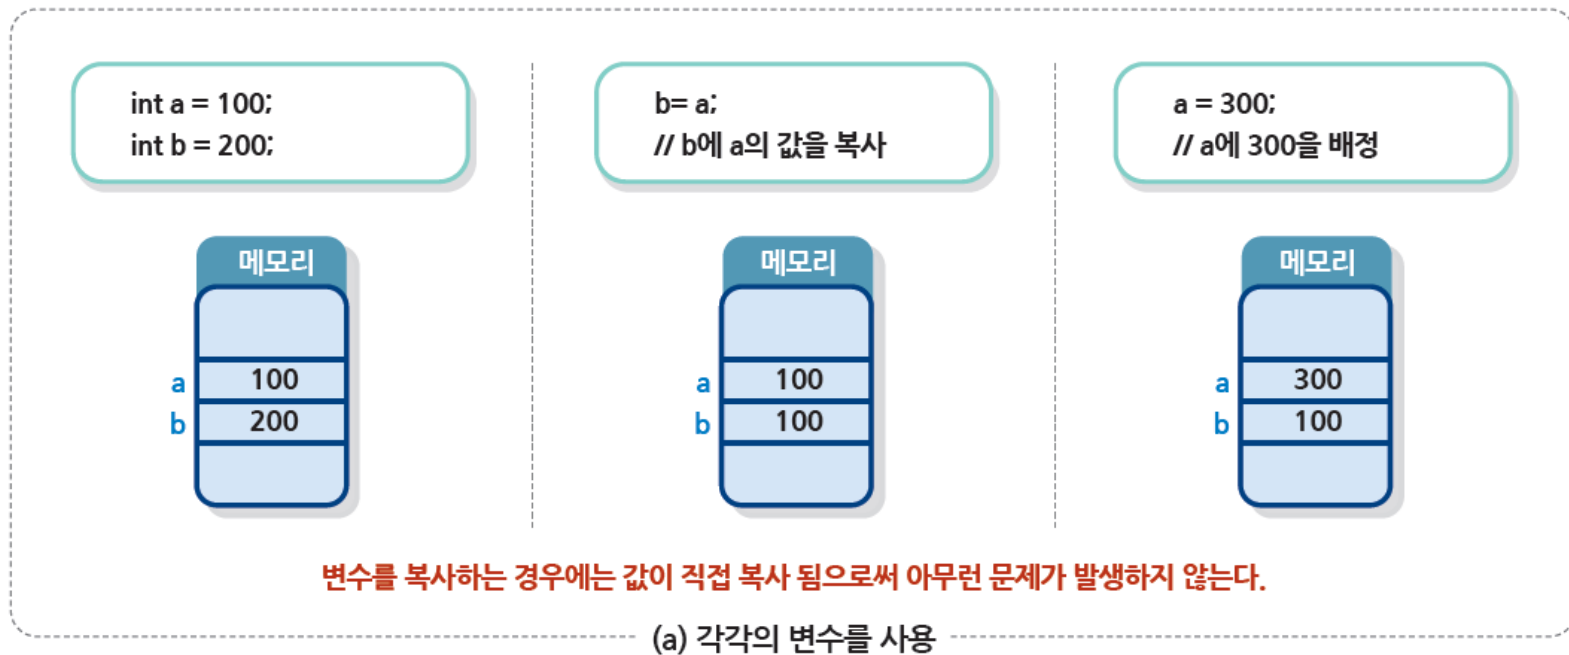 int a = 100;
int b = 200;
b= a;
// b에 a의 값을 복사
a = 300;
// a에 300을 배정
메모리
a 100
b 200
메모리
a 100
b 100
메모리
a 300
b 100
변수를 복사하는 경우에는 값이 직접 복사 됨으로써 아무런 문제가 발생하지 않는다.
(a) 각각의 변수를 사용